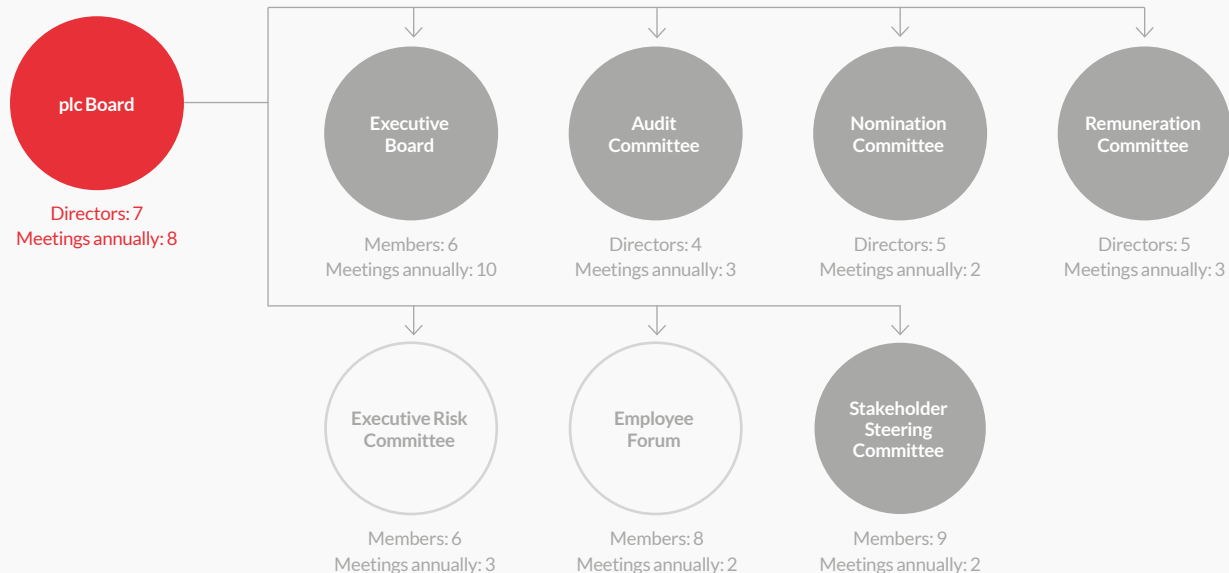 plc Board
Directors: 7
Meetings annually: 8
Executive
Board
Members: 6
Meetings annually: 10
Audit
Committee
Directors: 4
Meetings annually: 3
Nomination
Committee
Directors: 5
Meetings annually: 2
Remuneration
Committee
Directors: 5
Meetings annually: 3
Executive Risk
Committee
Members: 6
Meetings annually: 3
Employee
Forum
Members: 8
Meetings annually: 2
Stakeholder
Steering
Committee
Members: 9
Meetings annually: 2